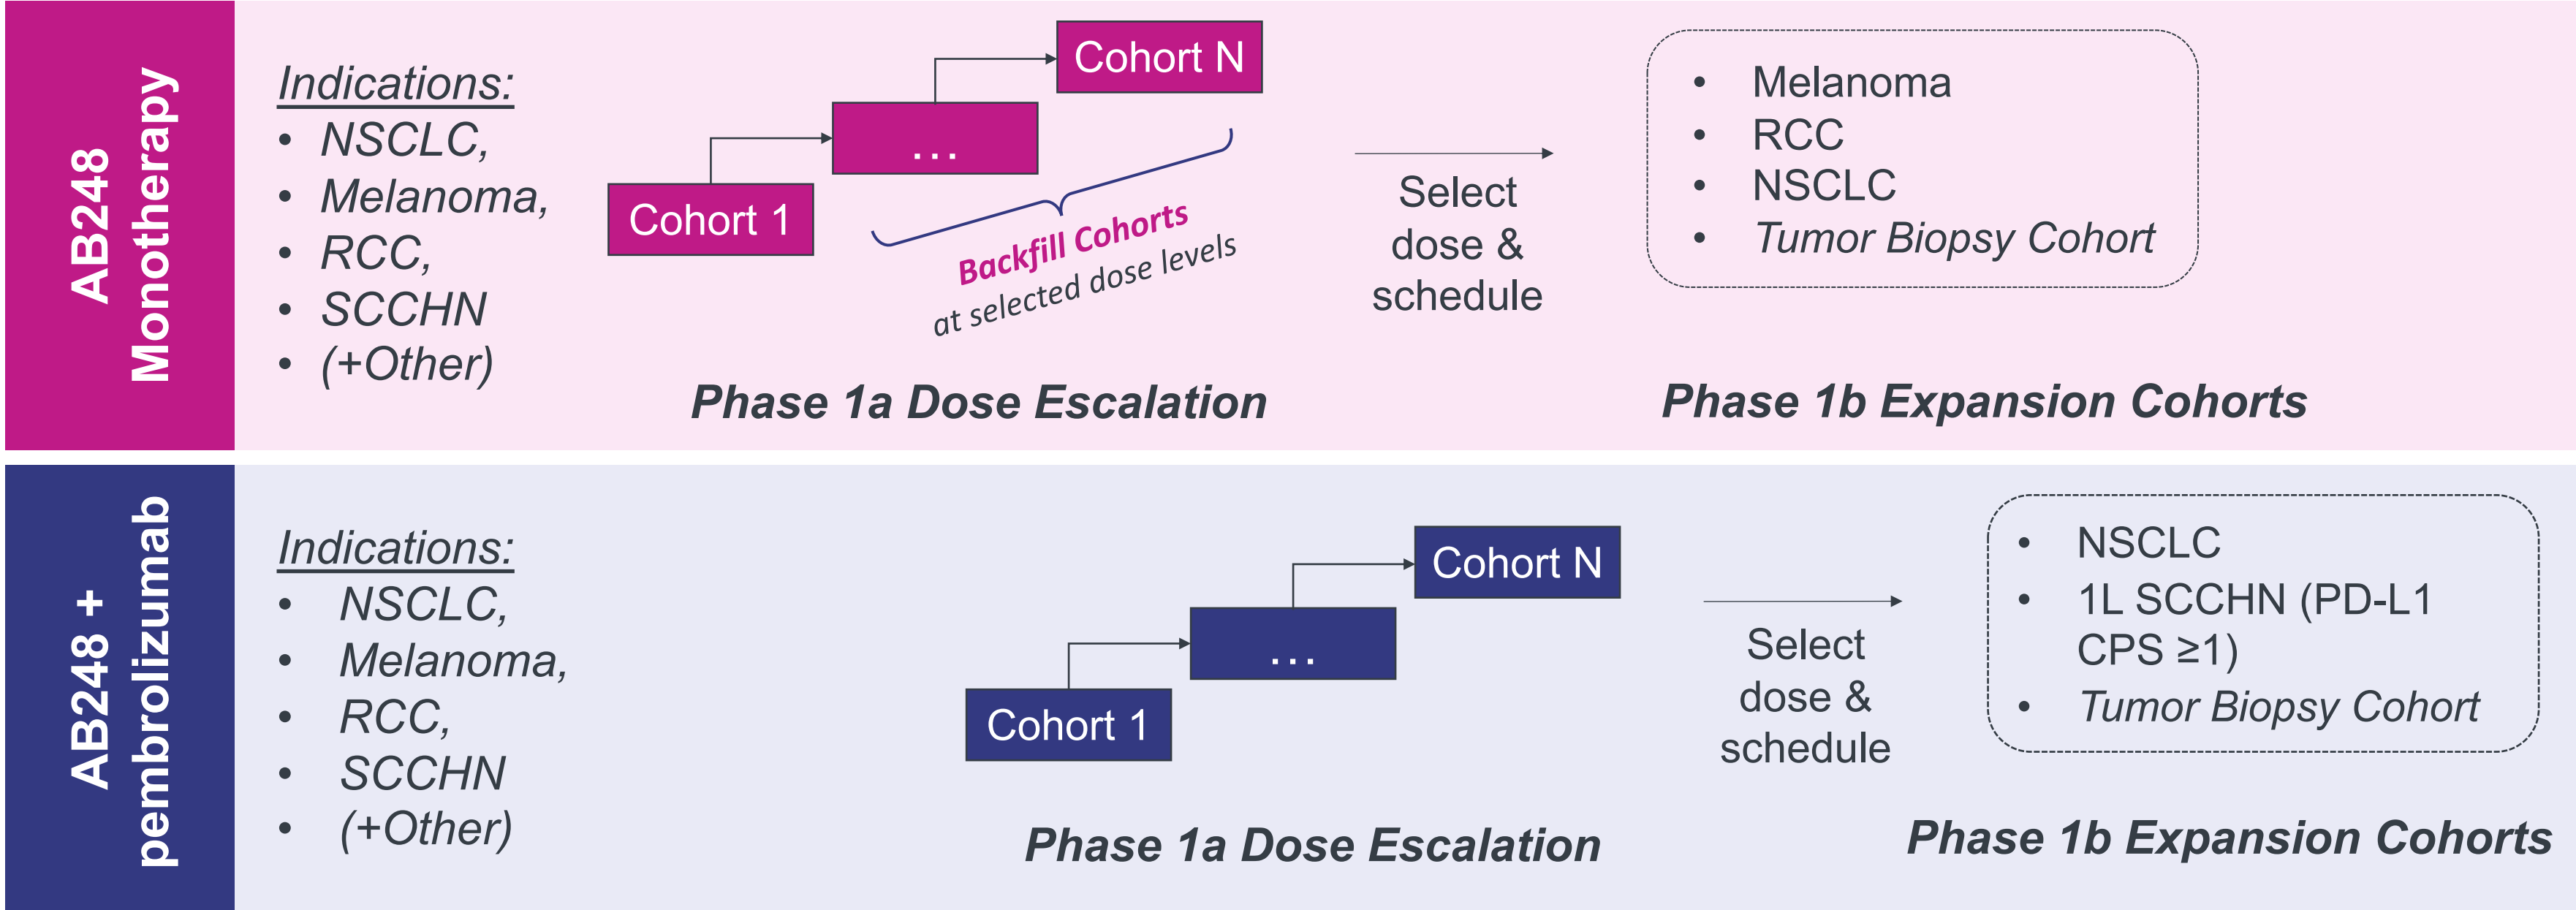 AB248
Monotherapy
Indications:
• NSCLC,
• Melanoma,
• RCC,
• SCCHN
• (+Other)
Cohort 1
...
Cohort N
Backfill Cohorts
at selected dose levels
Phase 1a Dose Escalation
Select
dose &
schedule
• Melanoma
• RCC
• NSCLC
• Tumor Biopsy Cohort
Phase 1b Expansion Cohorts
AB248 +
pembrolizumab
Indications:
• NSCLC,
• Melanoma,
• RCC,
• SCCHN
• (+Other)
Cohort 1
...
Cohort N
Phase 1a Dose Escalation
Select
dose &
schedule
• NSCLC
• 1L SCCHN (PD-L1
CPS ≥1)
• Tumor Biopsy Cohort
Phase 1b Expansion Cohorts